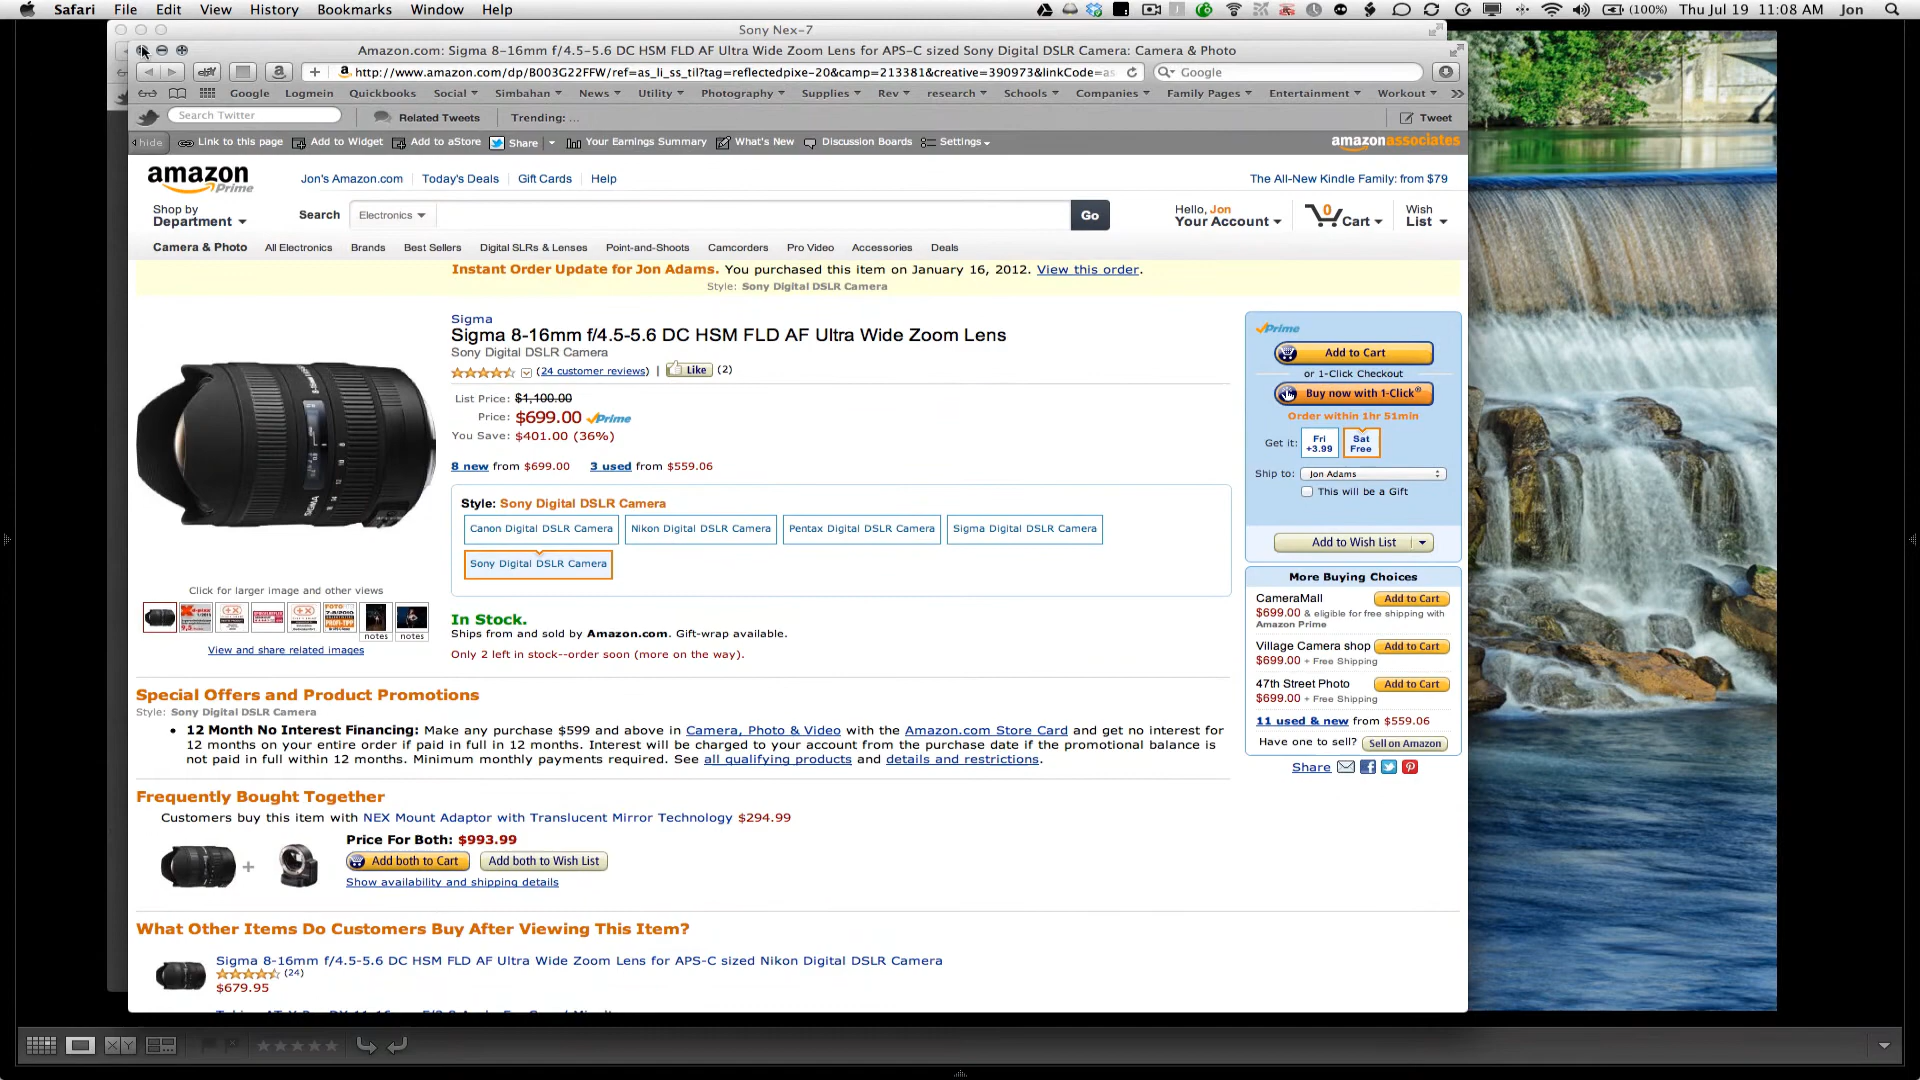 Safari File Edit View History Bookmarks Window Help (100%) Thu Jul 19 11:08 AM Jon
Sony Nex-7
Amazon.com: Sigma 8-16mm f/4.5-5.6 DC HSM FLD AF Ultra Wide Zoom Lens for APS-C sized Sony Digital DSLR Camera: Camera & Photo
http://www.amazon.com/dp/B003G22FFW/ref=as_li_ss_til?tag=reflectedpixe-20&camp=213381&creative=390973&linkCode=as- Google
Google Logmein Quickbooks Social Simbahan News Utility Photography Supplies Rev research Schools Companies Family Pages Entertainment Workout
Search Twitter Related Tweets Trending: ... Tweet
hide Link to this page Add to Widget Add to aStore Share Your Earnings Summary What's New Discussion Boards Settings amazonassociates
amazon Prime Jon's Amazon.com Today's Deals Gift Cards Help The All-New Kindle Family: from $79
Shop by Department Search Electronics Go Hello, Jon Your Account 0 Cart Wish List
Camera & Photo All Electronics Brands Best Sellers Digital SLRs & Lenses Point-and-Shoots Camcorders Pro Video Accessories Deals
Instant Order Update for Jon Adams. You purchased this item on January 16, 2012. View this order.
Style: Sony Digital DSLR Camera
Sigma
Sigma 8-16mm f/4.5-5.6 DC HSM FLD AF Ultra Wide Zoom Lens
Sony Digital DSLR Camera
(24 customer reviews) | Like (2)
List Price: $1,100.00
Price: $699.00 Prime
You Save: $401.00 (36%)
8 new from $699.00 3 used from $559.06
Style: Sony Digital DSLR Camera
Canon Digital DSLR Camera Nikon Digital DSLR Camera Pentax Digital DSLR Camera Sigma Digital DSLR Camera
Sony Digital DSLR Camera
Click for larger image and other views
notes notes
View and share related images
In Stock.
Ships from and sold by Amazon.com. Gift-wrap available.
Only 2 left in stock--order soon (more on the way).
Prime
Add to Cart
or 1-Click Checkout
Buy now with 1-Click®
Order within 1hr 51min
Get it: Fri +3.99 Sat Free
Ship to: Jon Adams
This will be a Gift
Add to Wish List
More Buying Choices
CameraMall Add to Cart
$699.00 & eligible for free shipping with
Amazon Prime
Village Camera shop Add to Cart
$699.00 + Free Shipping
47th Street Photo Add to Cart
$699.00 + Free Shipping
11 used & new from $559.06
Have one to sell? Sell on Amazon
Share
Special Offers and Product Promotions
Style: Sony Digital DSLR Camera
12 Month No Interest Financing: Make any purchase $599 and above in Camera, Photo & Video with the Amazon.com Store Card and get no interest for
12 months on your entire order if paid in full in 12 months. Interest will be charged to your account from the purchase date if the promotional balance is
not paid in full within 12 months. Minimum monthly payments required. See all qualifying products and details and restrictions.
Frequently Bought Together
Customers buy this item with NEX Mount Adaptor with Translucent Mirror Technology $294.99
Price For Both: $993.99
Add both to Cart Add both to Wish List
Show availability and shipping details
What Other Items Do Customers Buy After Viewing This Item?
Sigma 8-16mm f/4.5-5.6 DC HSM FLD AF Ultra Wide Zoom Lens for APS-C sized Nikon Digital DSLR Camera
(24)
$679.95